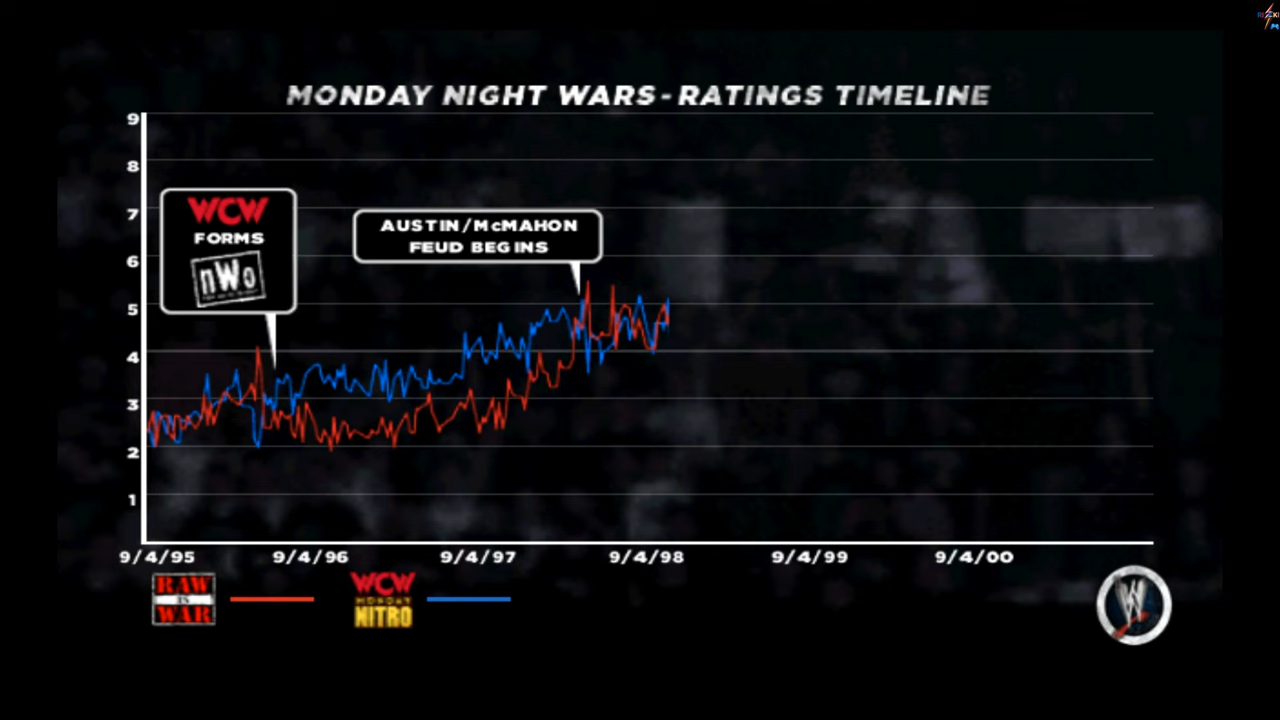 MONDAY NIGHT WARS - RATINGS TIMELINE
9
8
7
6
5
4
3
2
1
WCW
FORMS
nWo
AUSTIN/McMAHON
FEUD BEGINS
9/4/95
9/4/96
9/4/97
9/4/98
9/4/99
9/4/00
RAW
IS
WAR
WCW
MONDAY
NITRO
W